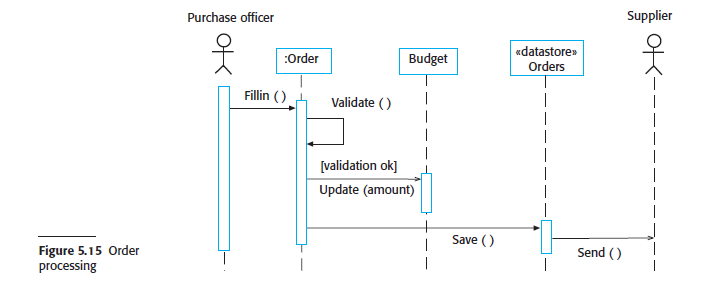 Purchase officer
Supplier
:Order
Budget
«datastore»
Orders
Fillin ( )
Validate ( )
[validation ok]
Update (amount)
Save ( )
Send ( )
Figure 5.15 Order
processing